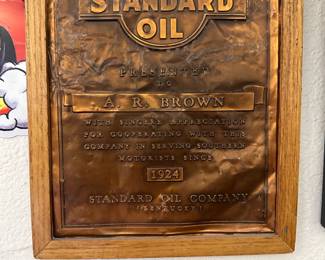 STANDARD
OIL
PRESENTED
TO
A. R. BROWN
WITH SINCERE APPRECIATION
FOR COOPERATING WITH THIS
COMPANY IN SERVING SOUTHERN
MOTORISTS SINCE
1924
STANDARD OIL COMPANY
(KENTUCKY)